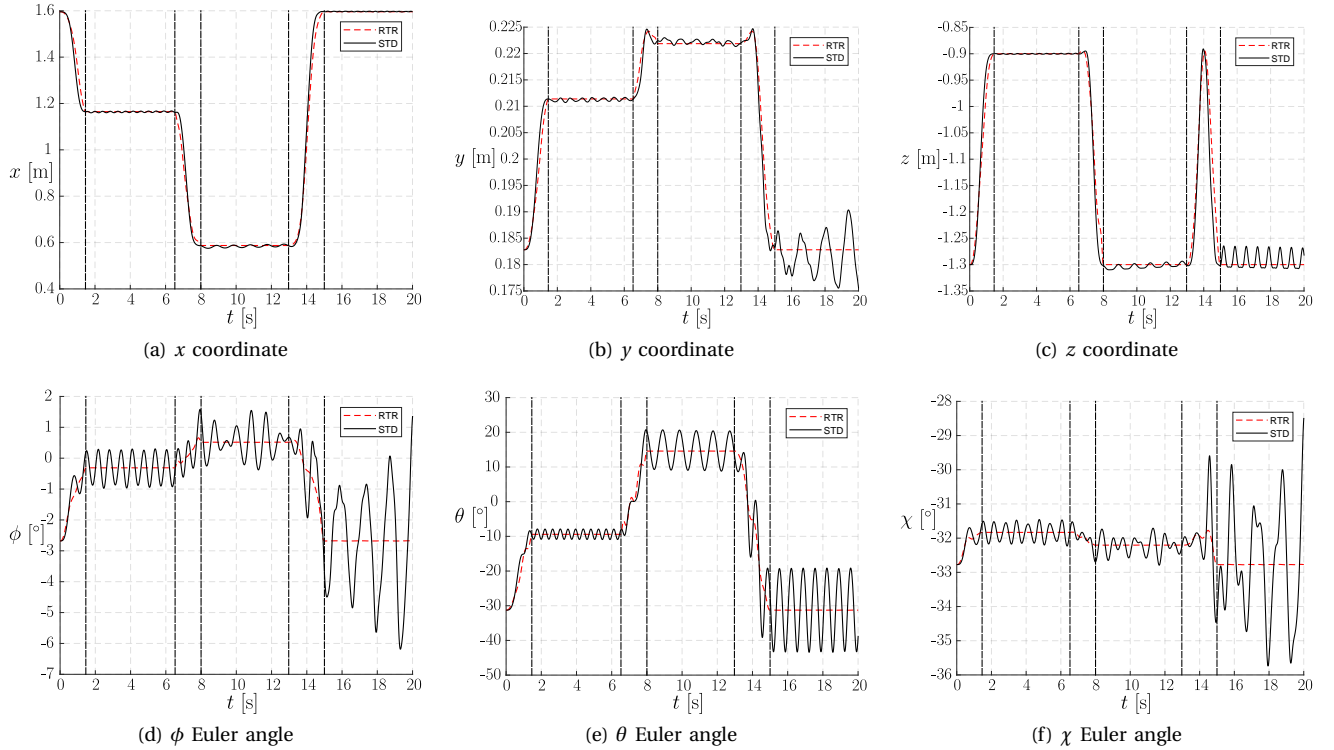 1.6
1.4
1.2
1
0.8
0.6
0.4
x [m]
RTR
STD
0 2 4 6 8 10 12 14 16 18 20
t [s]
(a) x coordinate
0.225
0.22
0.215
0.21
0.205
0.2
0.195
0.19
0.185
0.18
0.175
y [m]
RTR
STD
0 2 4 6 8 10 12 14 16 18 20
t [s]
(b) y coordinate
-0.85
-0.9
-0.95
-1
-1.05
-1.1
-1.15
-1.2
-1.25
-1.3
-1.35
z [m]
RTR
STD
0 2 4 6 8 10 12 14 16 18 20
t [s]
(c) z coordinate
2
1
0
-1
-2
-3
-4
-5
-6
-7
ϕ [°]
RTR
STD
0 2 4 6 8 10 12 14 16 18 20
t [s]
(d) ϕ Euler angle
30
20
10
0
-10
-20
-30
-40
-50
θ [°]
RTR
STD
0 2 4 6 8 10 12 14 16 18 20
t [s]
(e) θ Euler angle
-28
-29
-30
-31
-32
-33
-34
-35
-36
χ [°]
RTR
STD
0 2 4 6 8 10 12 14 16 18 20
t [s]
(f) χ Euler angle